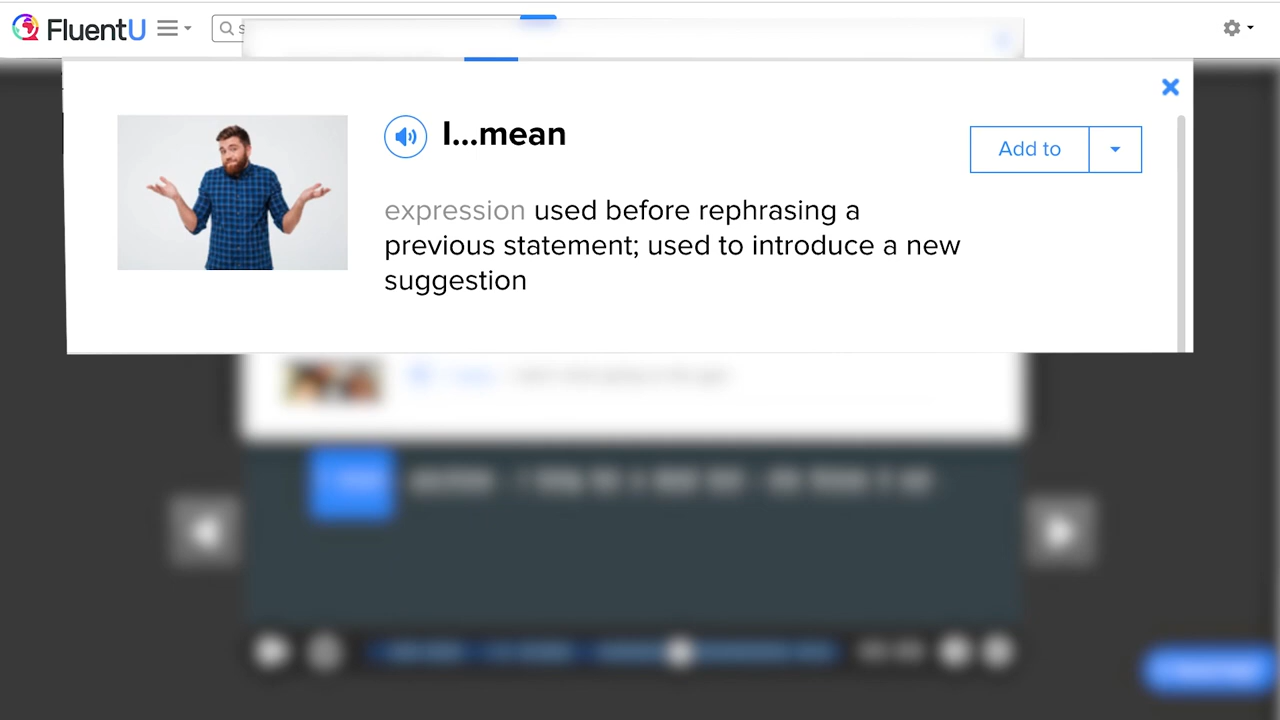 FluentU
s
I...mean
Add to
expression used before rephrasing a
previous statement; used to introduce a new
suggestion